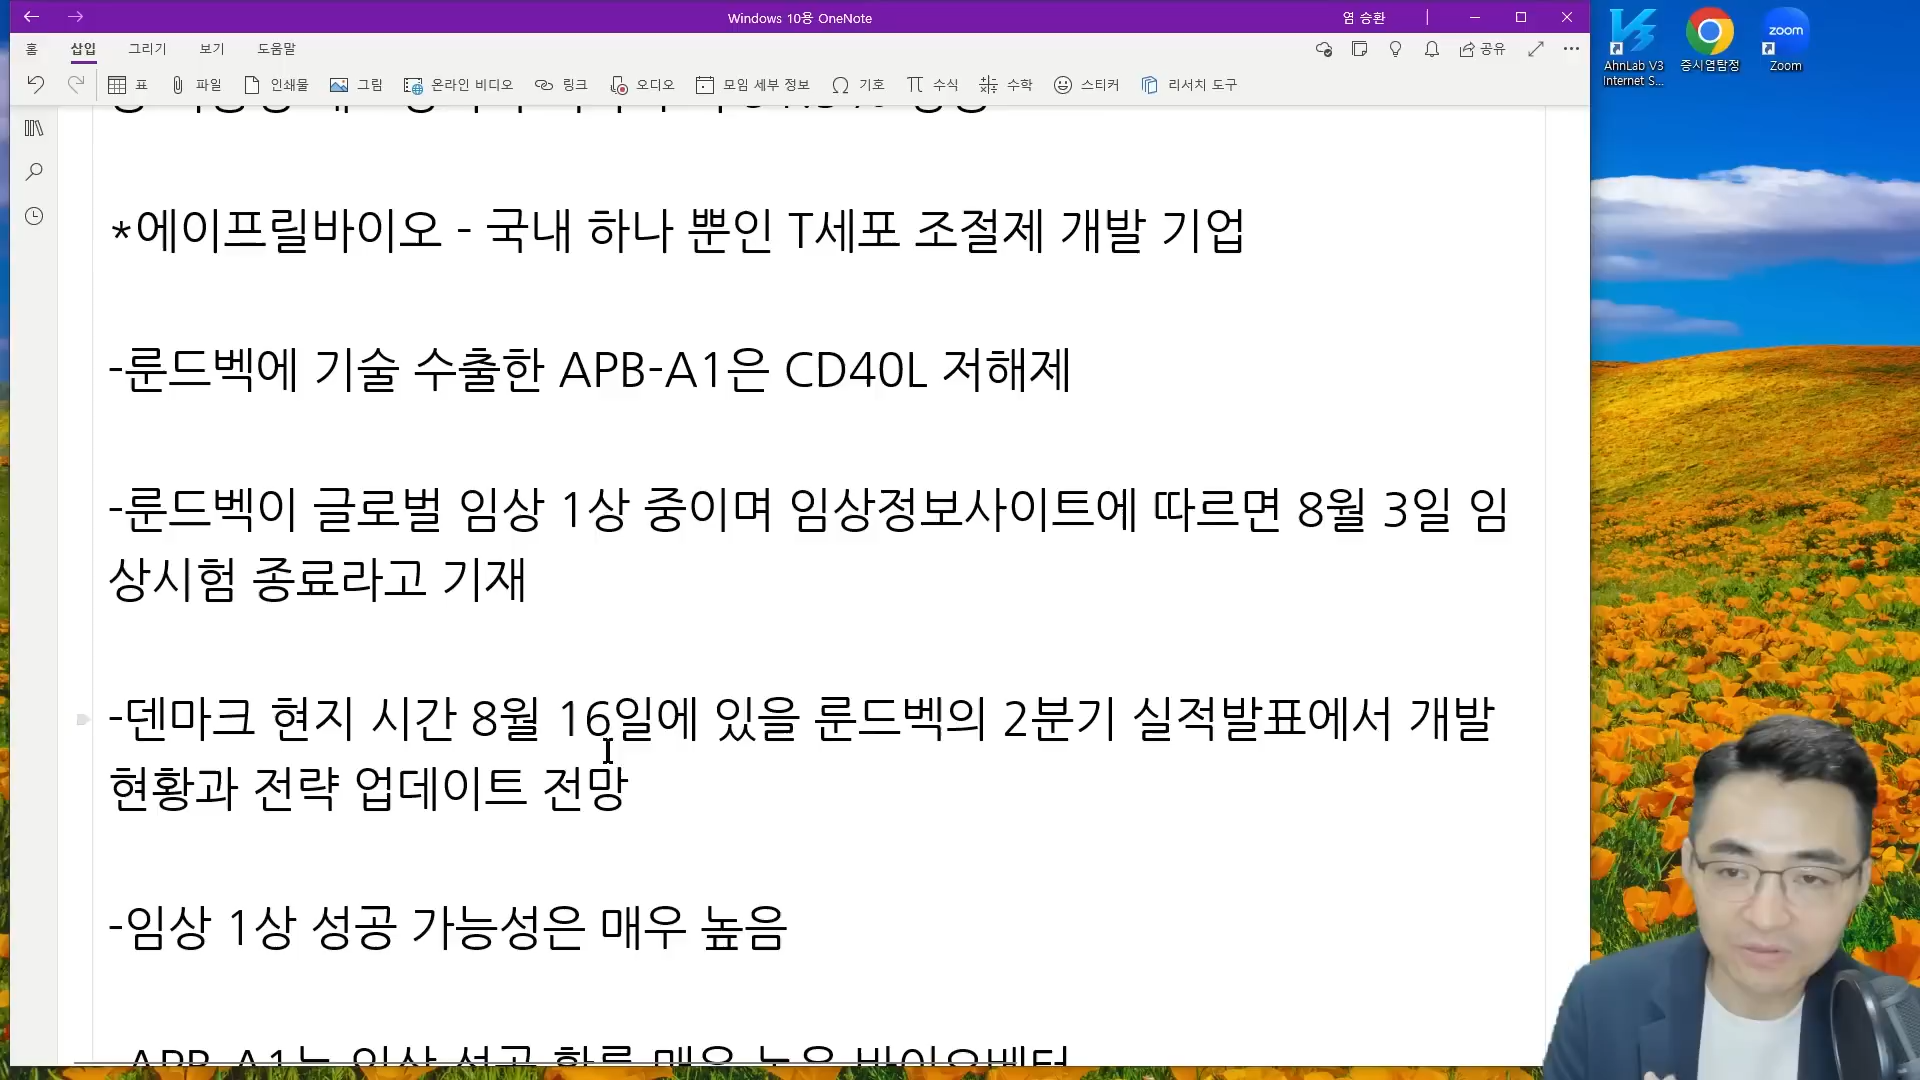 Windows 10용 OneNote
염 승환
홈 삽입 그리기 보기 도움말
공유
표 파일 인쇄물 그림 온라인 비디오 링크 오디오 모임 세부 정보 기호 수식 수학 스티커 리서치 도구
AhnLab V3 Internet S...
증시염탐정
zoom
Zoom
*에이프릴바이오 - 국내 하나 뿐인 T세포 조절제 개발 기업
-룬드벡에 기술 수출한 APB-A1은 CD40L 저해제
-룬드벡이 글로벌 임상 1상 중이며 임상정보사이트에 따르면 8월 3일 임
상시험 종료라고 기재
-덴마크 현지 시간 8월 16일에 있을 룬드벡의 2분기 실적발표에서 개발
현황과 전략 업데이트 전망
-임상 1상 성공 가능성은 매우 높음